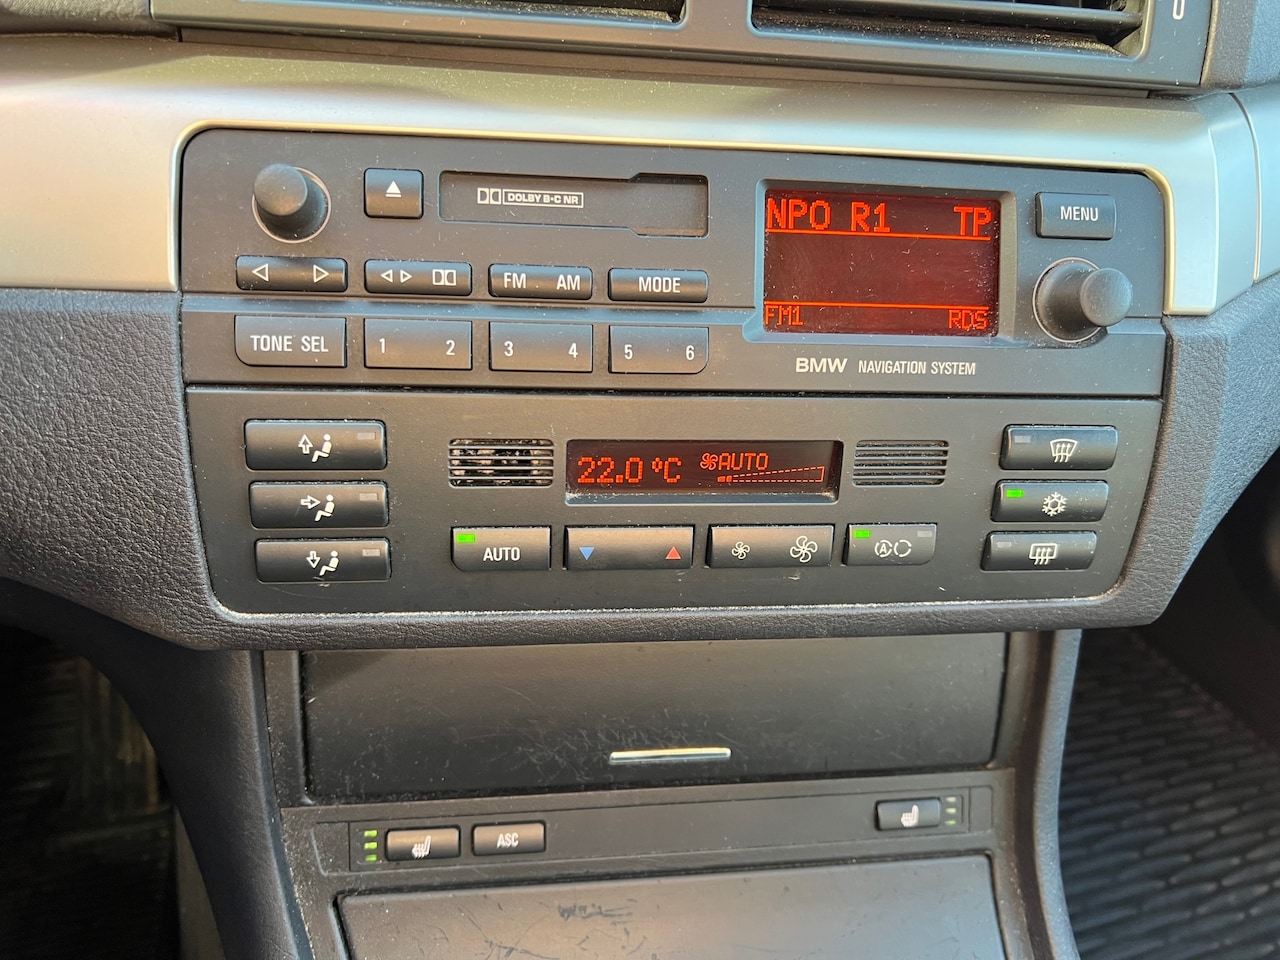 DOLBY B·C NR
NPO R1 TP
MENU
FM AM MODE
FM1 RDS
TONE SEL 1 2 3 4 5 6
BMW NAVIGATION SYSTEM
22.0 °C AUTO
AUTO
A
ASC